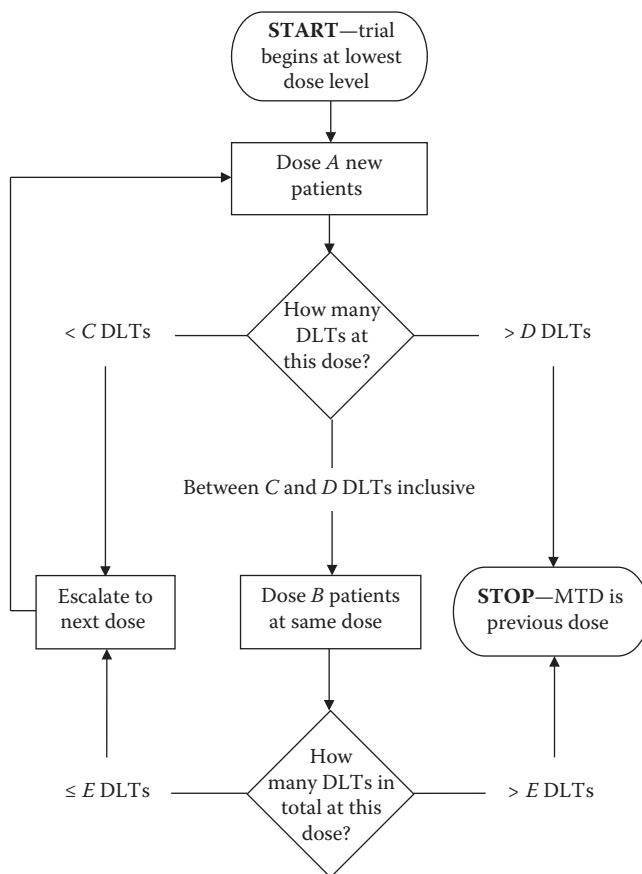 START—trial
begins at lowest
dose level
Dose A new
patients
How many
DLTs at
this dose?
< C DLTs
> D DLTs
Between C and D DLTs inclusive
Escalate to
next dose
Dose B patients
at same dose
STOP—MTD is
previous dose
How
many DLTs in
total at this
dose?
≤ E DLTs
> E DLTs